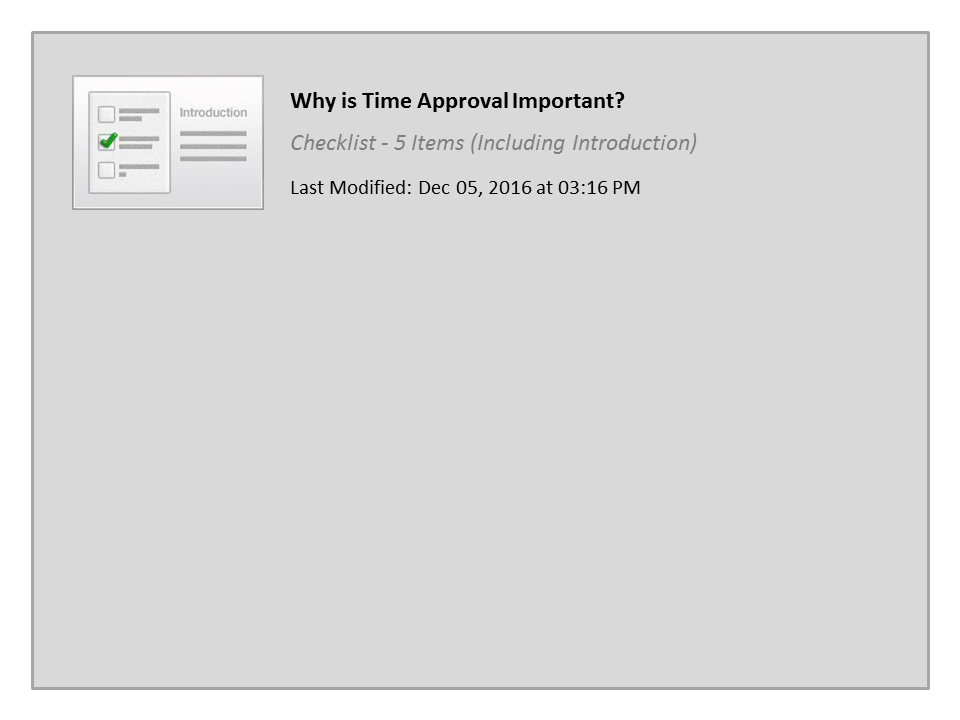 Introduction
Why is Time Approval Important?
Checklist - 5 Items (Including Introduction)
Last Modified: Dec 05, 2016 at 03:16 PM